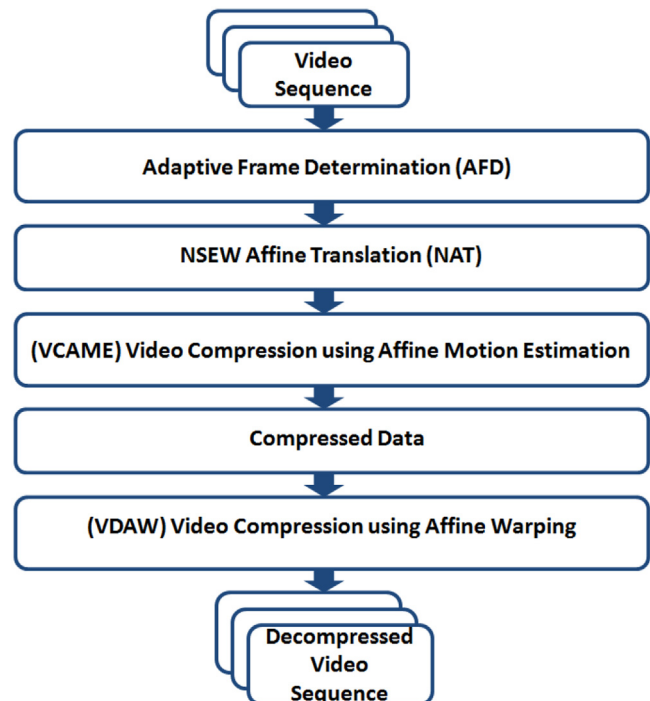 Video
Sequence
Adaptive Frame Determination (AFD)
NSEW Affine Translation (NAT)
(VCAME) Video Compression using Affine Motion Estimation
Compressed Data
(VDAW) Video Compression using Affine Warping
Decompressed
Video
Sequence